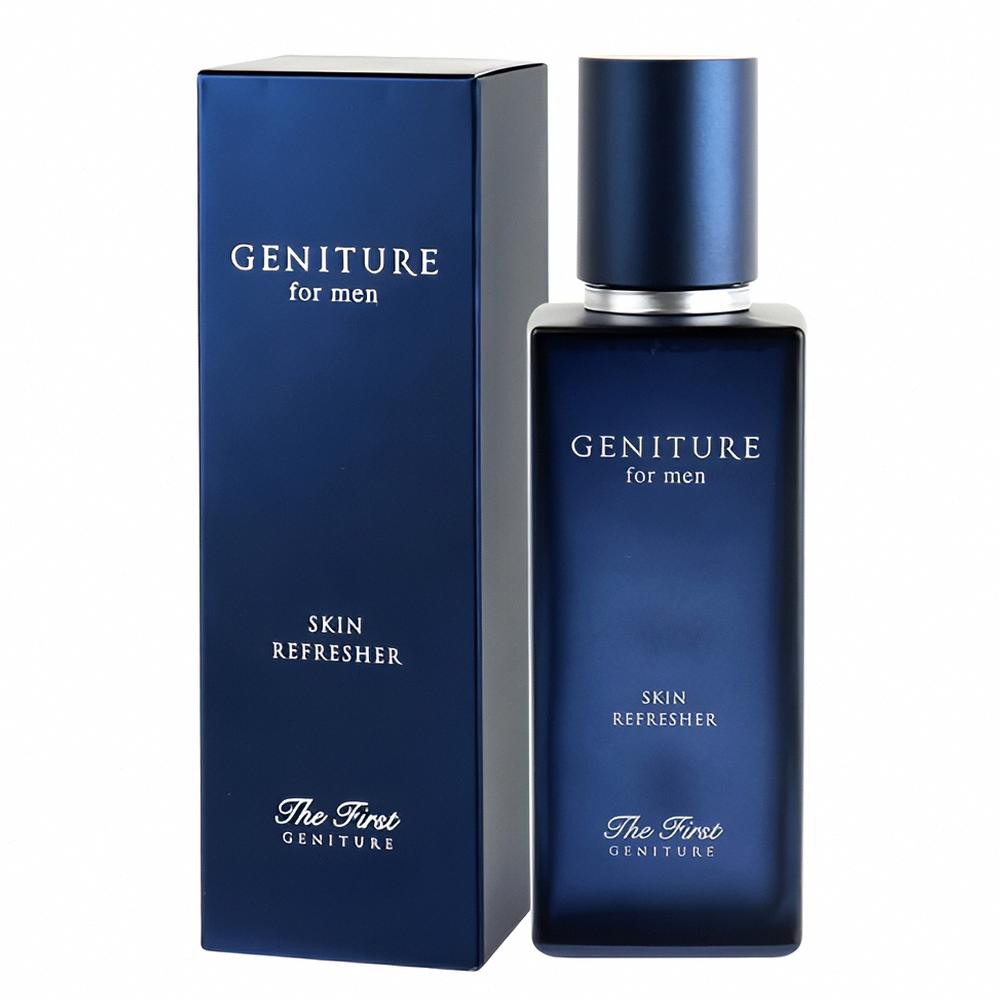 GENITURE
for men
SKIN
REFRESHER
The First
GENITURE
GENITURE
for men
SKIN
REFRESHER
The First
GENITURE